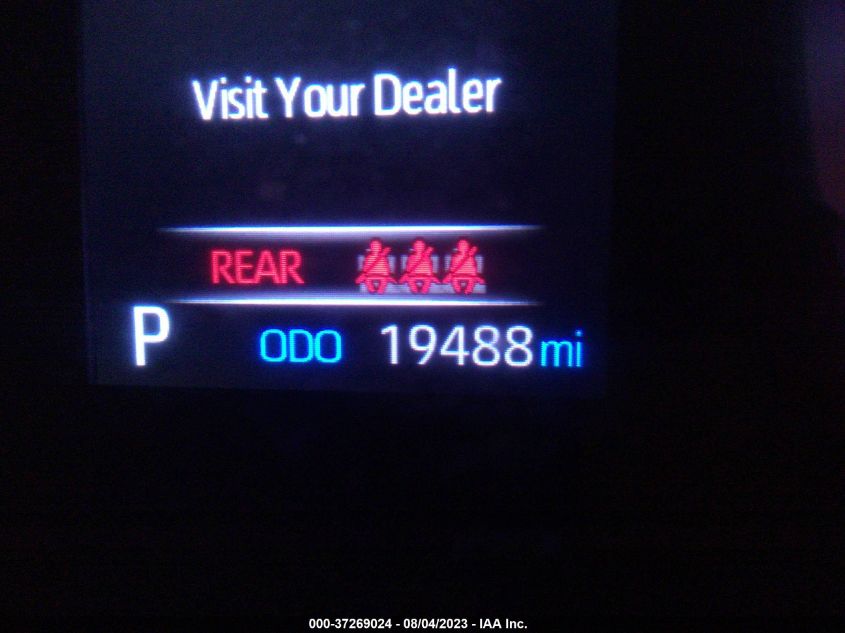 Visit Your Dealer
REAR
P ODO 19488 mi
000-37269024 - 08/04/2023 - IAA Inc.